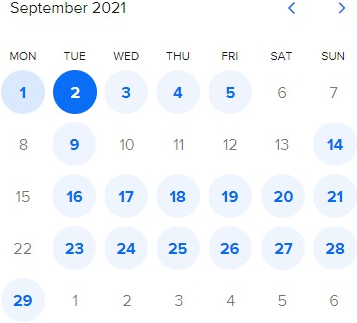 September 2021
MON TUE WED THU FRI SAT SUN
1 2 3 4 5 6 7
8 9 10 11 12 13 14
15 16 17 18 19 20 21
22 23 24 25 26 27 28
29 1 2 3 4 5 6